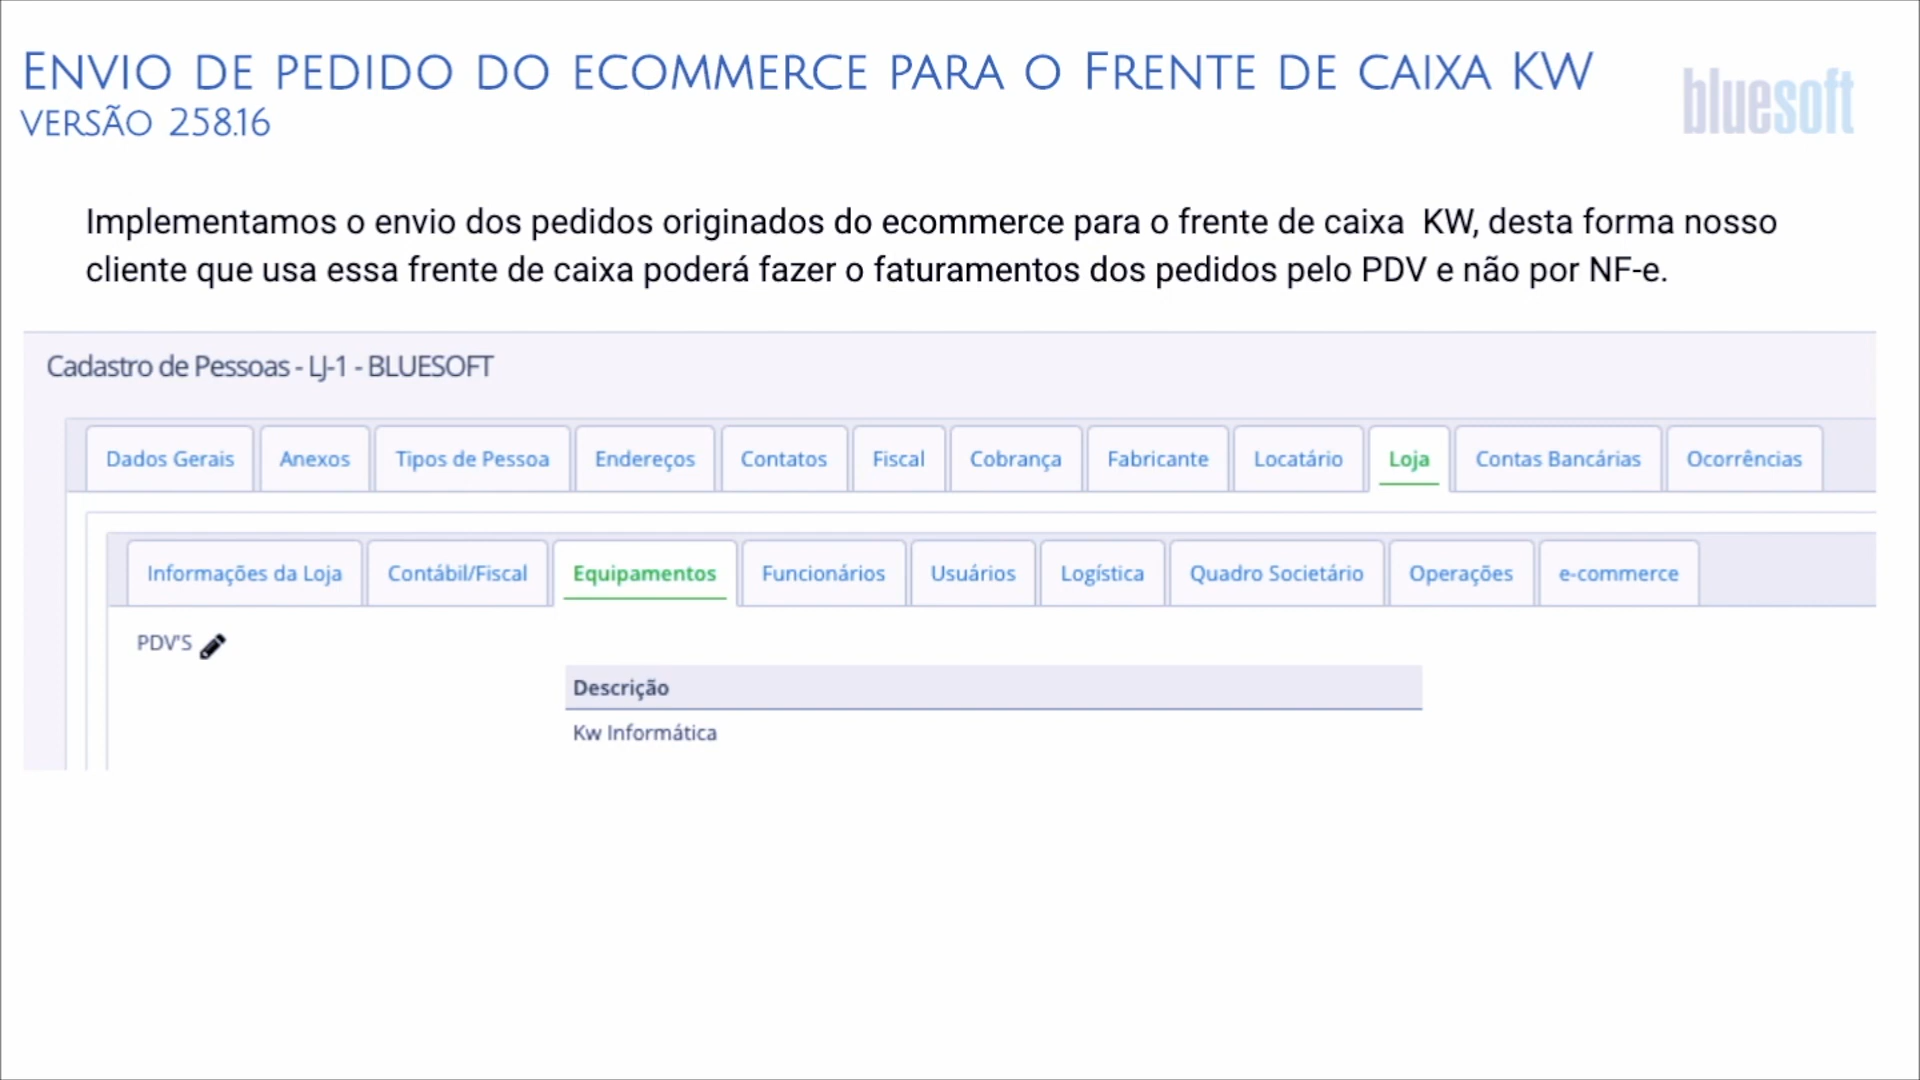 Envio de pedido do ecommerce para o Frente de caixa KW
versão 258.16
bluesoft
Implementamos o envio dos pedidos originados do ecommerce para o frente de caixa KW, desta forma nosso
cliente que usa essa frente de caixa poderá fazer o faturamentos dos pedidos pelo PDV e não por NF-e.
Cadastro de Pessoas - LJ-1 - BLUESOFT
Dados Gerais Anexos Tipos de Pessoa Endereços Contatos Fiscal Cobrança Fabricante Locatário Loja Contas Bancárias Ocorrências
Informações da Loja Contábil/Fiscal Equipamentos Funcionários Usuários Logística Quadro Societário Operações e-commerce
PDV'S
Descrição
Kw Informática